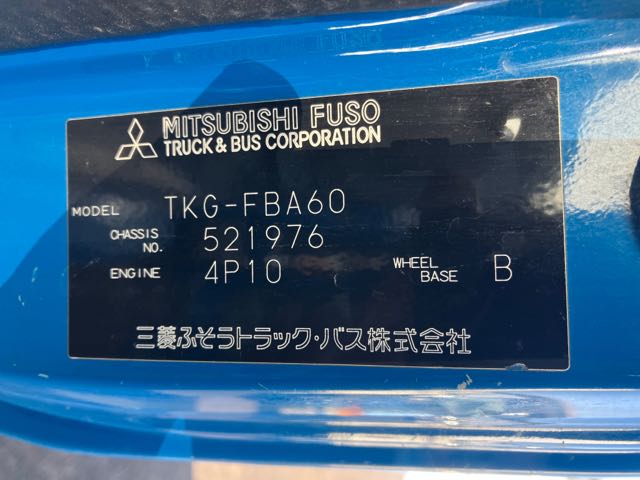 MITSUBISHI FUSO
TRUCK & BUS CORPORATION
MODEL TKG-FBA60
CHASSIS NO. 521976
ENGINE 4P10 WHEEL BASE B
三菱ふそうトラック・バス株式会社